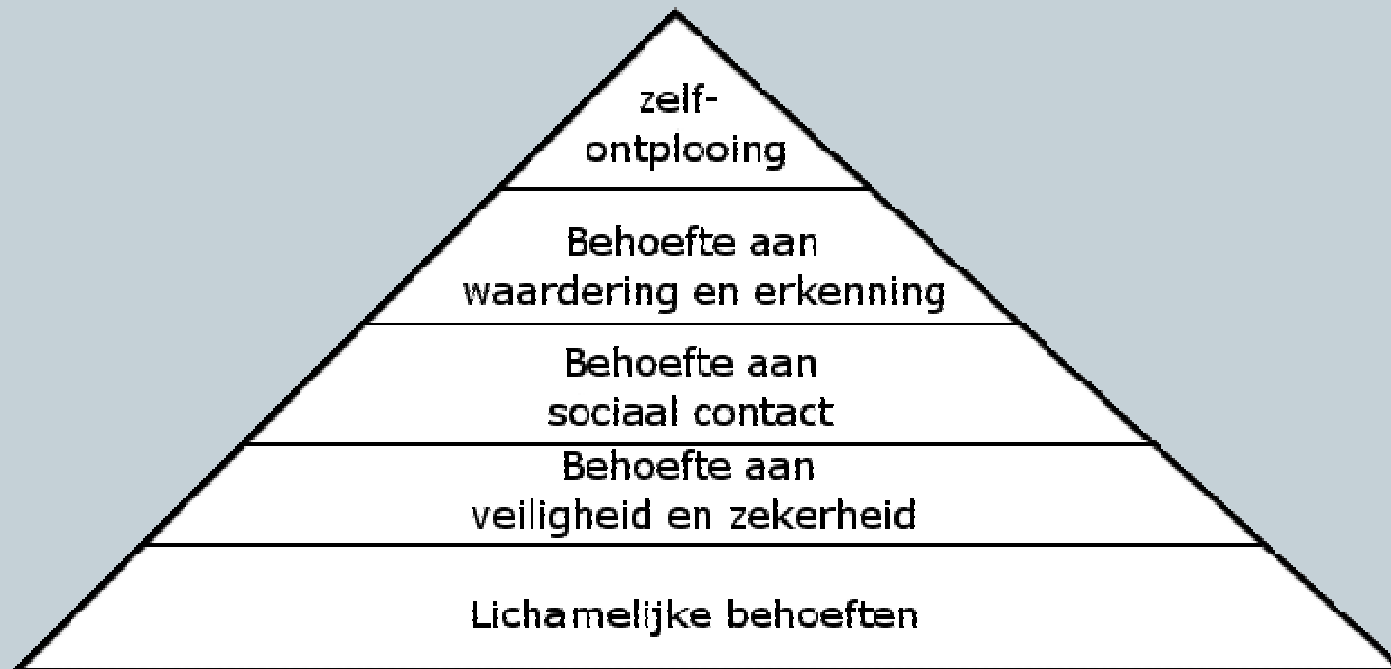 zelf-
ontplooing
Behoefte aan
waardering en erkenning
Behoefte aan
sociaal contact
Behoefte aan
veiligheid en zekerheid
Lichamelijke behoeften